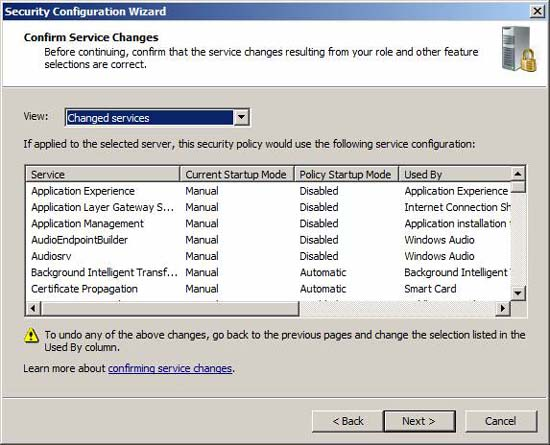 Security Configuration Wizard
Confirm Service Changes
Before continuing, confirm that the service changes resulting from your role and other feature
selections are correct.
View: Changed services
If applied to the selected server, this security policy would use the following service configuration:
Service Current Startup Mode Policy Startup Mode Used By
Application Experience Manual Disabled Application Experience
Application Layer Gateway S... Manual Disabled Internet Connection Sh
Application Management Manual Disabled Application installation
AudioEndpointBuilder Manual Disabled Windows Audio
Audiosrv Manual Disabled Windows Audio
Background Intelligent Transf... Manual Automatic Background Intelligent
Certificate Propagation Manual Automatic Smart Card
To undo any of the above changes, go back to the previous pages and change the selection listed in the
Used By column.
Learn more about confirming service changes.
< Back Next > Cancel